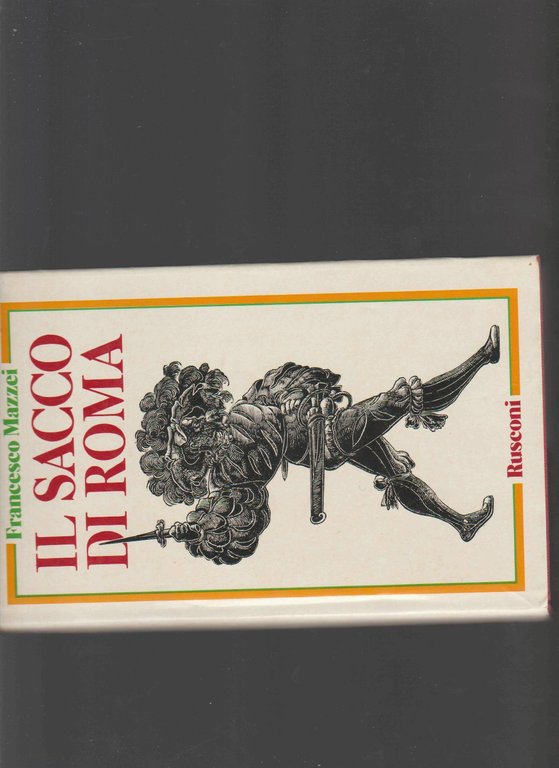 Francesco Mazzei
IL SACCO
DI ROMA
Rusconi